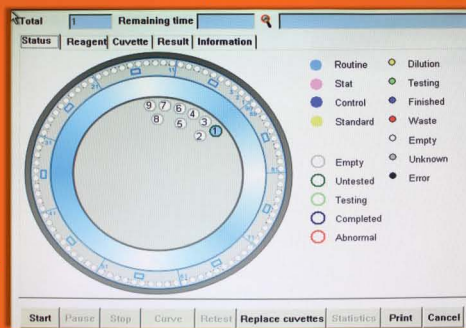 Total 1 Remaining time
Status Reagent Cuvette Result Information
Routine Dilution
Stat Testing
Control Finished
Standard Waste
Empty
Empty Unknown
Untested Error
Testing
Completed
Abnormal
9 7 6 4 3 1
8 5 2
Start Pause Stop Curve Retest Replace cuvettes Statistics Print Cancel